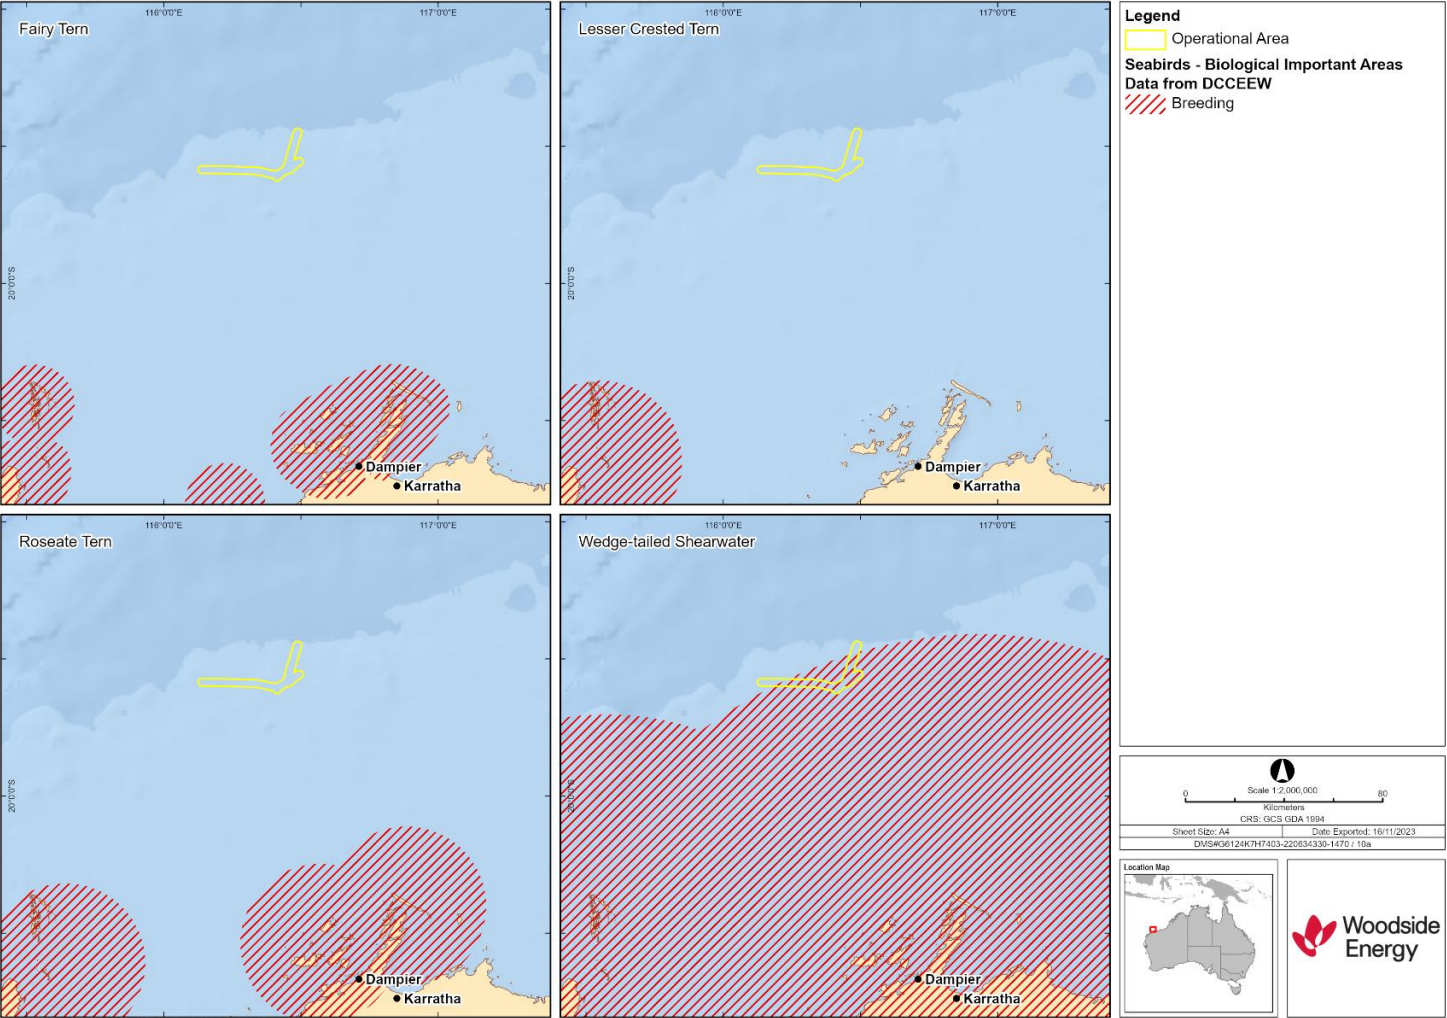 116°0'0"E
117°0'0"E
Fairy Tern
20°0'0"S
Dampier
Karratha
116°0'0"E
117°0'0"E
Lesser Crested Tern
20°0'0"S
Dampier
Karratha
116°0'0"E
117°0'0"E
Roseate Tern
20°0'0"S
Dampier
Karratha
116°0'0"E
117°0'0"E
Wedge-tailed Shearwater
20°0'0"S
Dampier
Karratha
Legend
Operational Area
Seabirds - Biological Important Areas
Data from DCCEEW
Breeding
Scale 1:2,000,000
0 80
Kilometers
CRS: GCS GDA 1994
Sheet Size: A4 Date Exported: 16/11/2023
DMS#G6124K7H7403-220634330-1470 / 10a
Location Map
Woodside
Energy